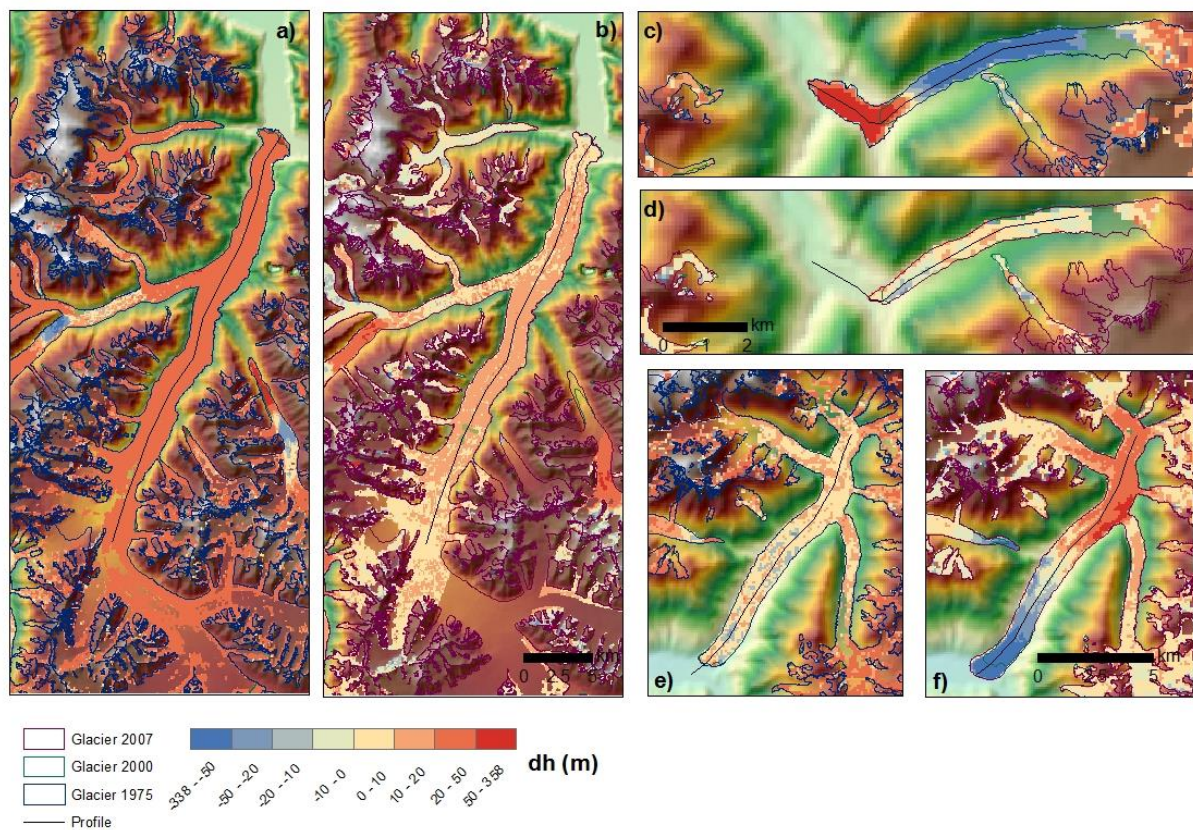 a)
b)
c)
d)
km
0 1 2
e)
f)
km
0 2.5 5
km
0 2.5 5
Glacier 2007
Glacier 2000
Glacier 1975
Profile
-338 - -50
-50 - -20
-20 - -10
-10 - 0
0 - 10
10 - 20
20 - 50
50 - 358
dh (m)